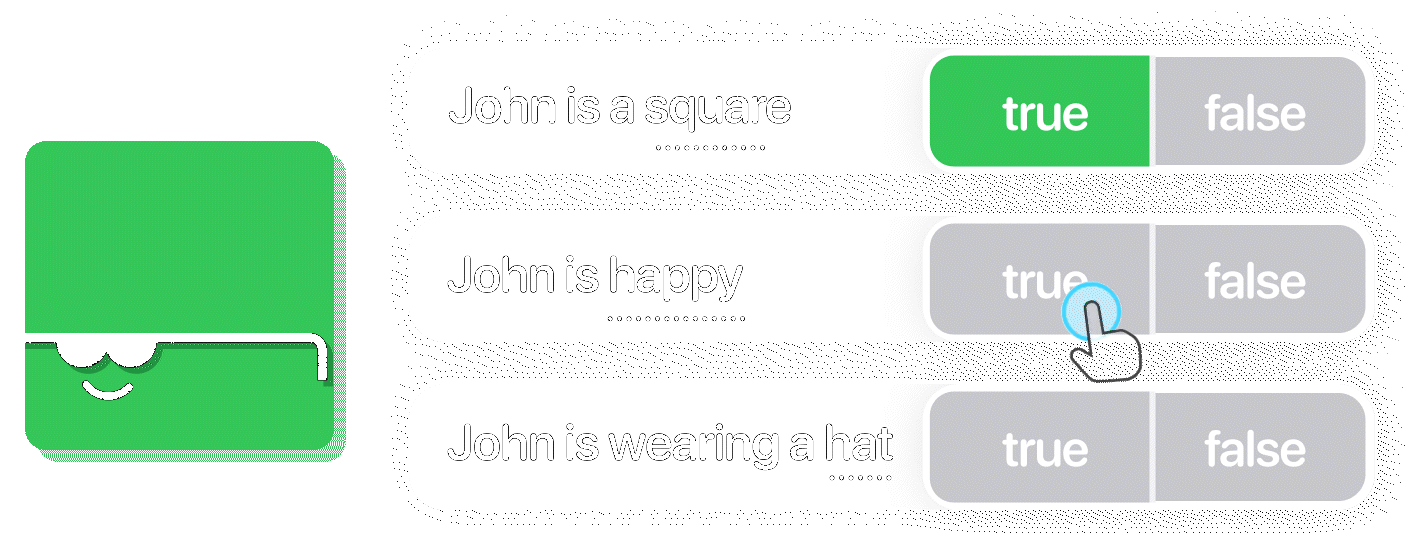 John is a square true false
John is happy true false
John is wearing a hat true false